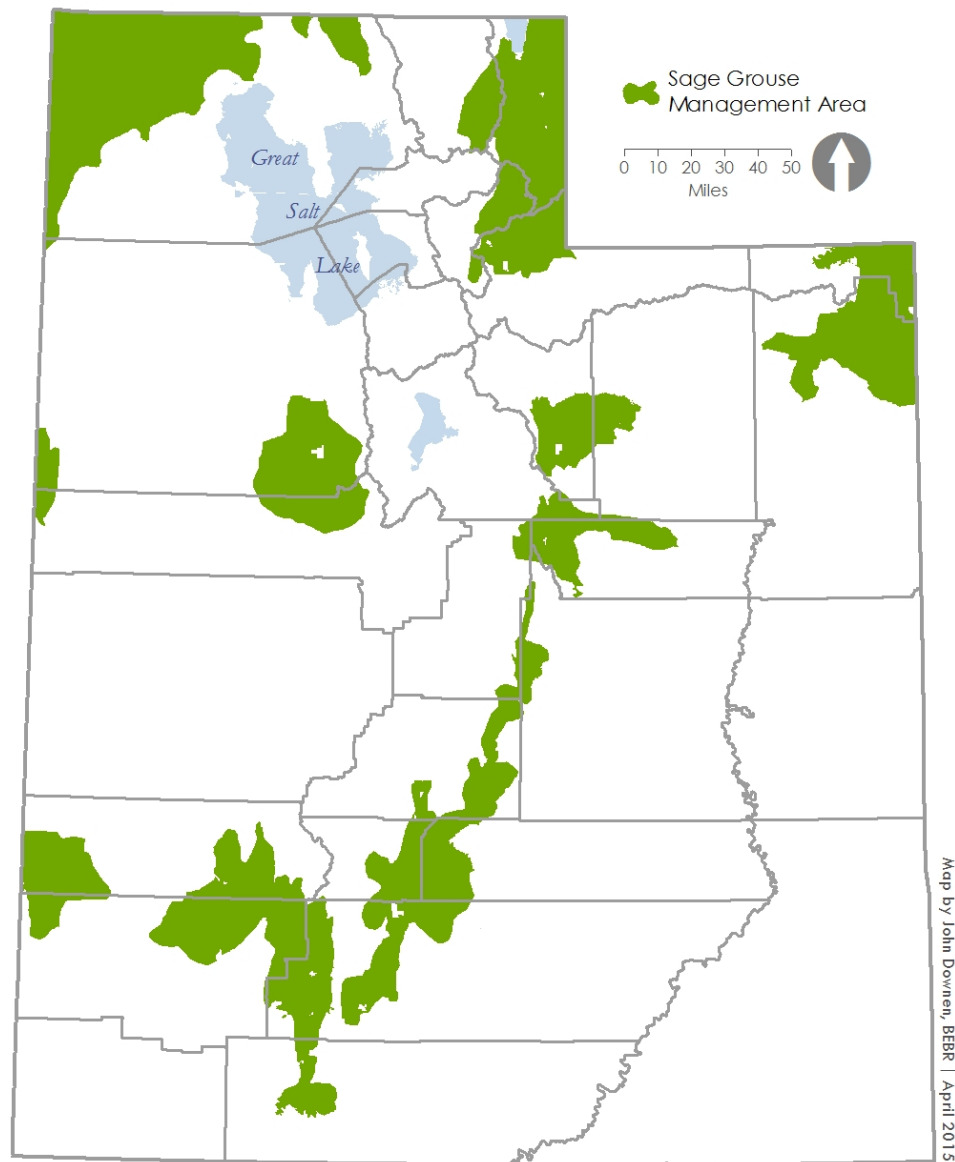 Great
Salt
Lake
Sage Grouse
Management Area
0 10 20 30 40 50
Miles
Map by John Downen, BEBR | April 2015